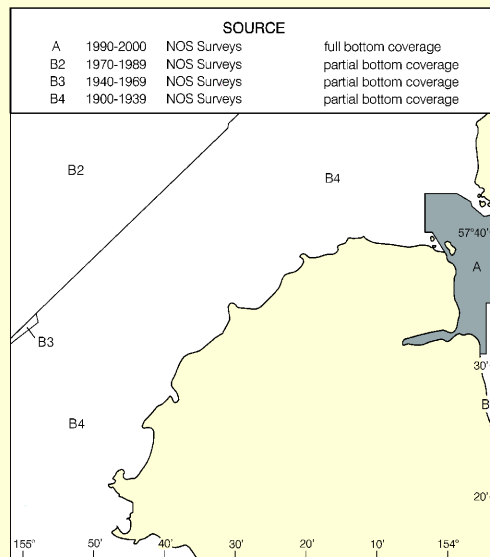 SOURCE
A 1990-2000 NOS Surveys full bottom coverage
B2 1970-1989 NOS Surveys partial bottom coverage
B3 1940-1969 NOS Surveys partial bottom coverage
B4 1900-1939 NOS Surveys partial bottom coverage
B2
B4
57°40'
A
B3
30'
B
B4
20'
155° 50' 40' 30' 20' 10' 154°